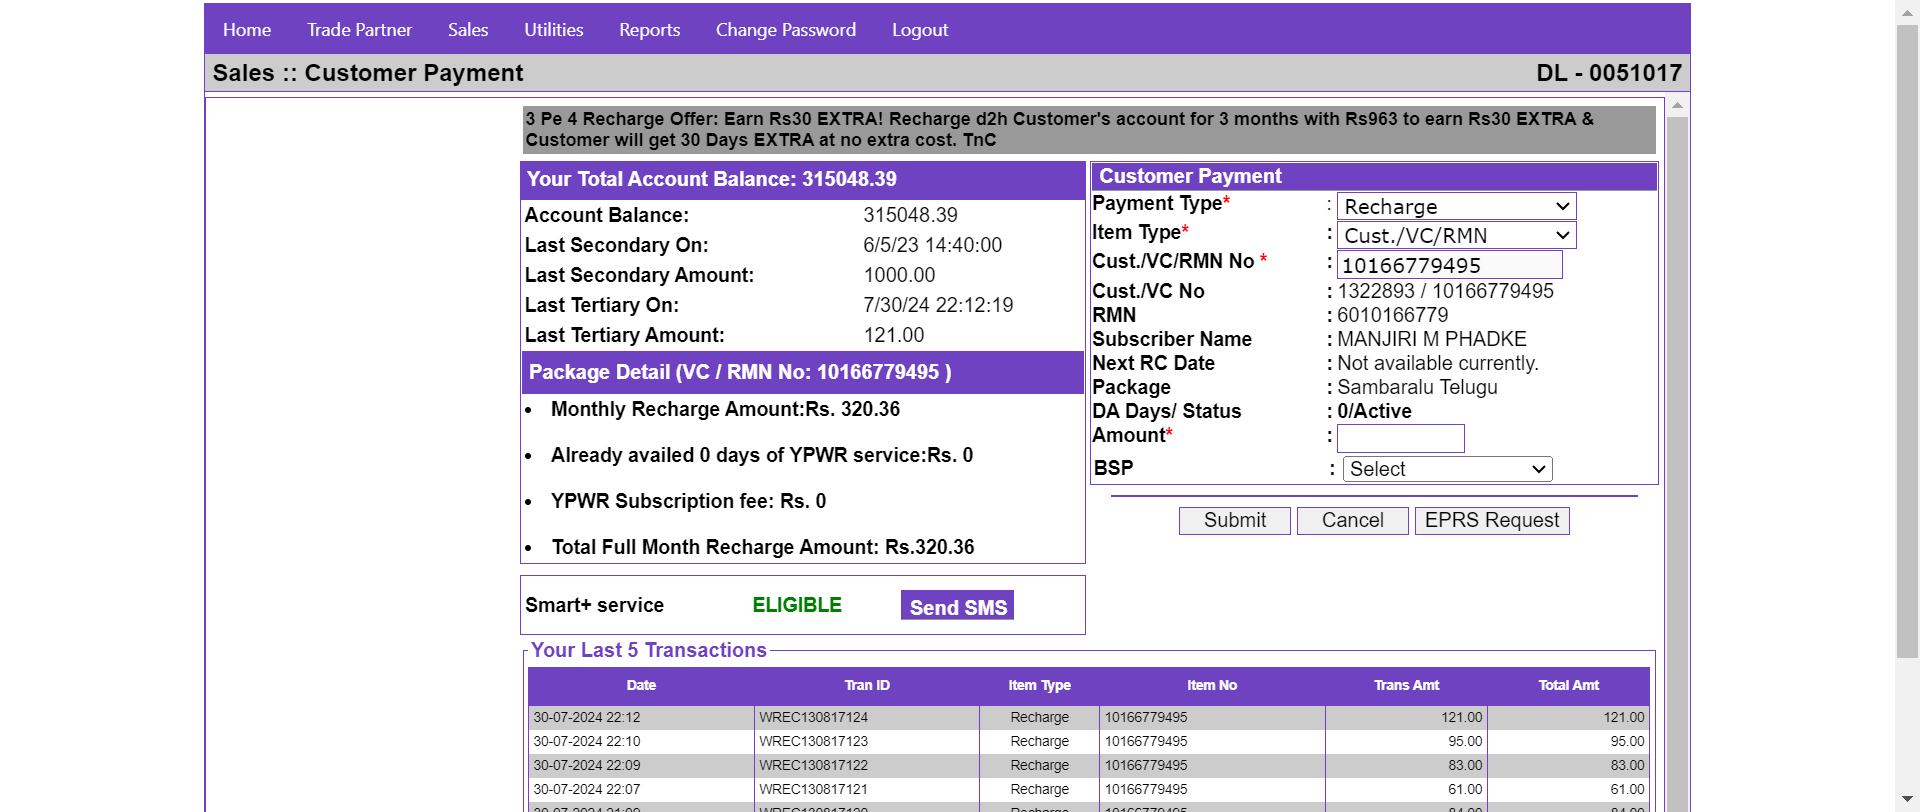 Home Trade Partner Sales Utilities Reports Change Password Logout
Sales :: Customer Payment DL - 0051017
3 Pe 4 Recharge Offer: Earn Rs30 EXTRA! Recharge d2h Customer's account for 3 months with Rs963 to earn Rs30 EXTRA &
Customer will get 30 Days EXTRA at no extra cost. TnC
Your Total Account Balance: 315048.39
Account Balance: 315048.39
Last Secondary On: 6/5/23 14:40:00
Last Secondary Amount: 1000.00
Last Tertiary On: 7/30/24 22:12:19
Last Tertiary Amount: 121.00
Package Detail (VC / RMN No: 10166779495 )
• Monthly Recharge Amount:Rs. 320.36
• Already availed 0 days of YPWR service:Rs. 0
• YPWR Subscription fee: Rs. 0
• Total Full Month Recharge Amount: Rs.320.36
Smart+ service ELIGIBLE Send SMS
Customer Payment
Payment Type* : Recharge
Item Type* : Cust./VC/RMN
Cust./VC/RMN No * : 10166779495
Cust./VC No : 1322893 / 10166779495
RMN : 6010166779
Subscriber Name : MANJIRI M PHADKE
Next RC Date : Not available currently.
Package : Sambaralu Telugu
DA Days/ Status : 0/Active
Amount* :
BSP : Select
Submit Cancel EPRS Request
Your Last 5 Transactions
Date Tran ID Item Type Item No Trans Amt Total Amt
30-07-2024 22:12 WREC130817124 Recharge 10166779495 121.00 121.00
30-07-2024 22:10 WREC130817123 Recharge 10166779495 95.00 95.00
30-07-2024 22:09 WREC130817122 Recharge 10166779495 83.00 83.00
30-07-2024 22:07 WREC130817121 Recharge 10166779495 61.00 61.00